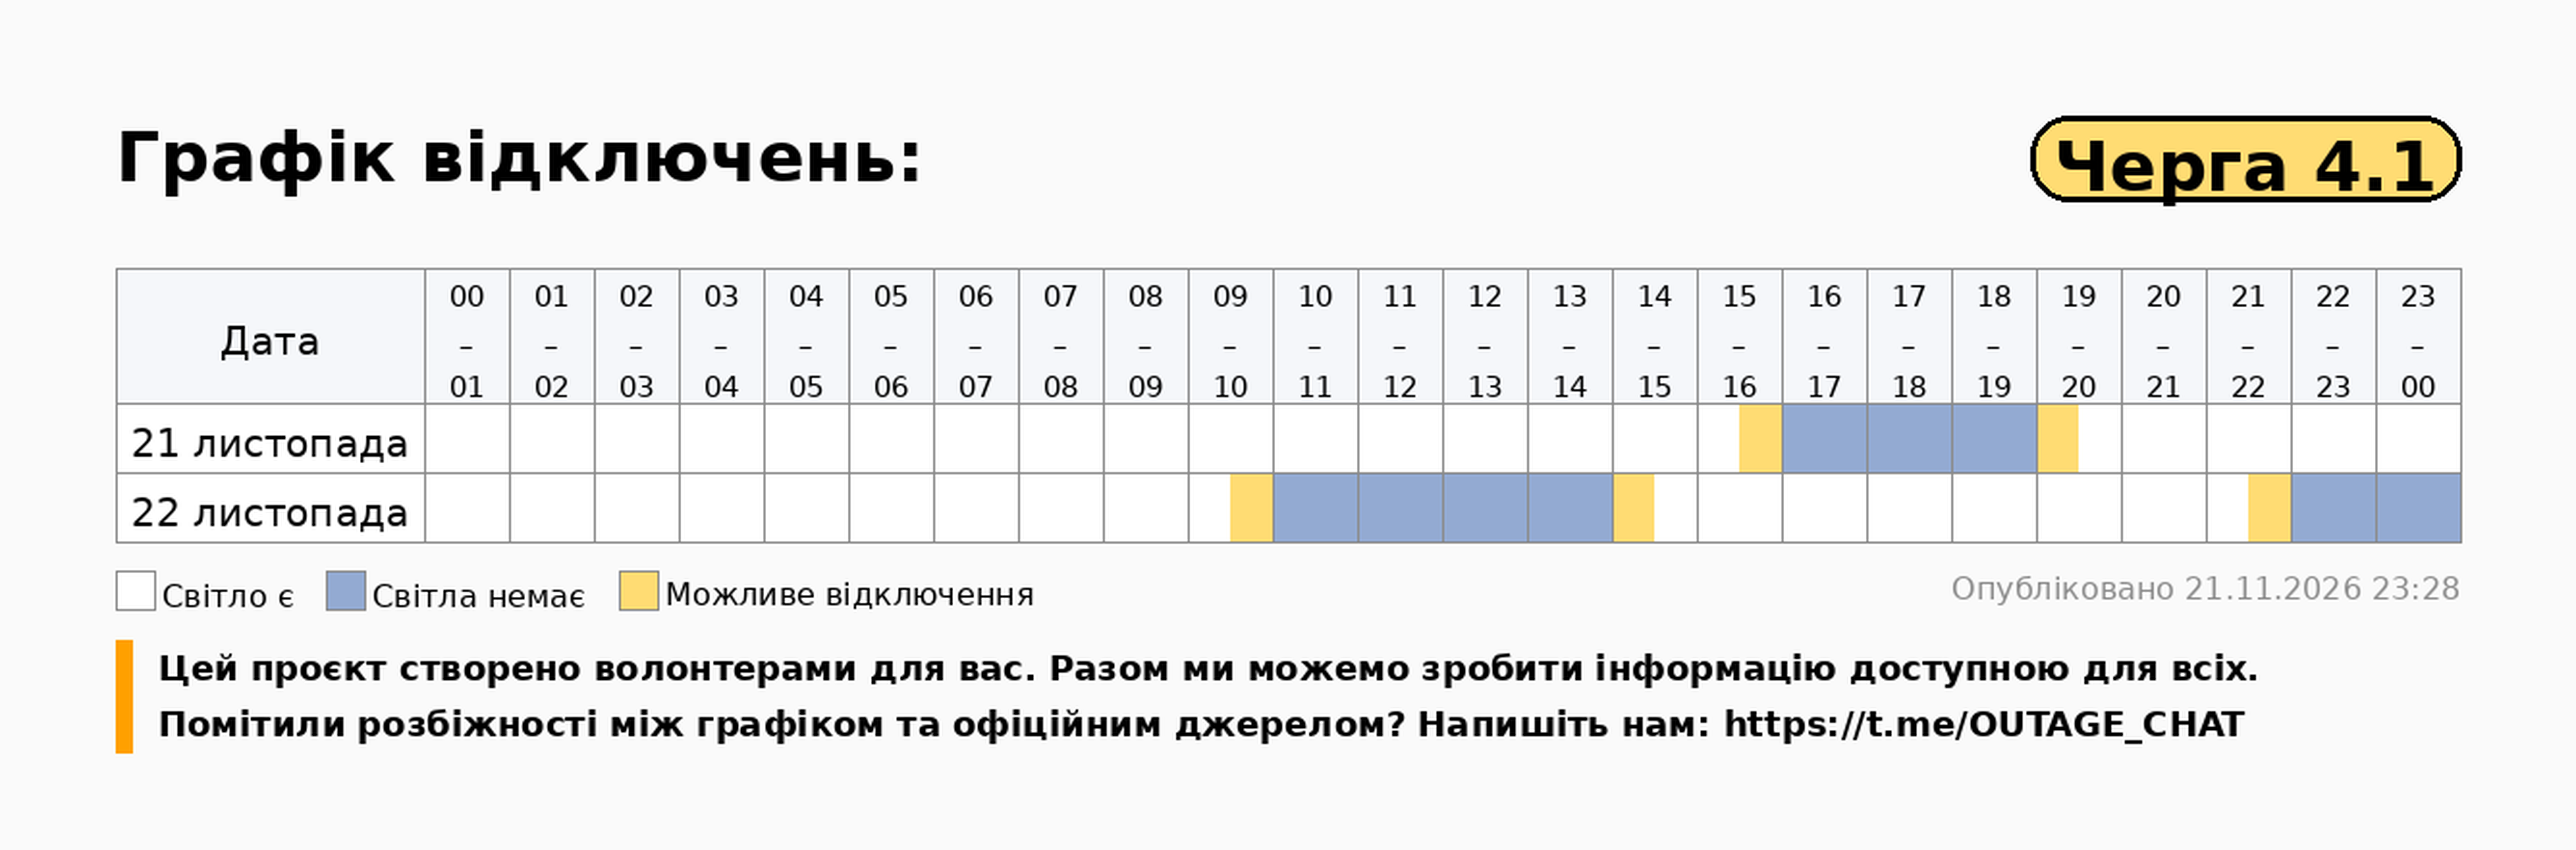 Графік відключень:
Черга 4.1
Дата
00 – 01
01 – 02
02 – 03
03 – 04
04 – 05
05 – 06
06 – 07
07 – 08
08 – 09
09 – 10
10 – 11
11 – 12
12 – 13
13 – 14
14 – 15
15 – 16
16 – 17
17 – 18
18 – 19
19 – 20
20 – 21
21 – 22
22 – 23
23 – 00
21 листопада
22 листопада
Світло є
Світла немає
Можливе відключення
Опубліковано 21.11.2026 23:28
Цей проєкт створено волонтерами для вас. Разом ми можемо зробити інформацію доступною для всіх.
Помітили розбіжності між графіком та офіційним джерелом? Напишіть нам: https://t.me/OUTAGE_CHAT